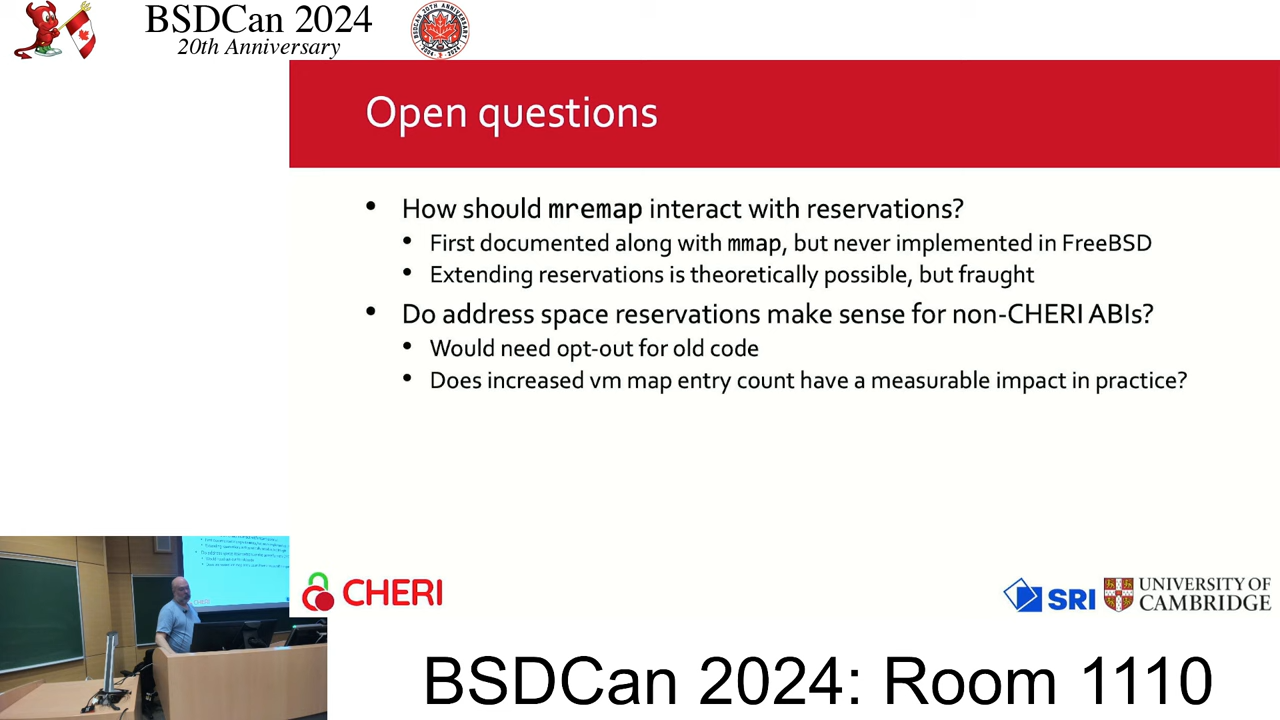 BSDCan 2024
20th Anniversary
Open questions
• How should mremap interact with reservations?
• First documented along with mmap, but never implemented in FreeBSD
• Extending reservations is theoretically possible, but fraught
• Do address space reservations make sense for non-CHERI ABIs?
• Would need opt-out for old code
• Does increased vm map entry count have a measurable impact in practice?
CHERI
SRI
UNIVERSITY OF
CAMBRIDGE
BSDCan 2024: Room 1110